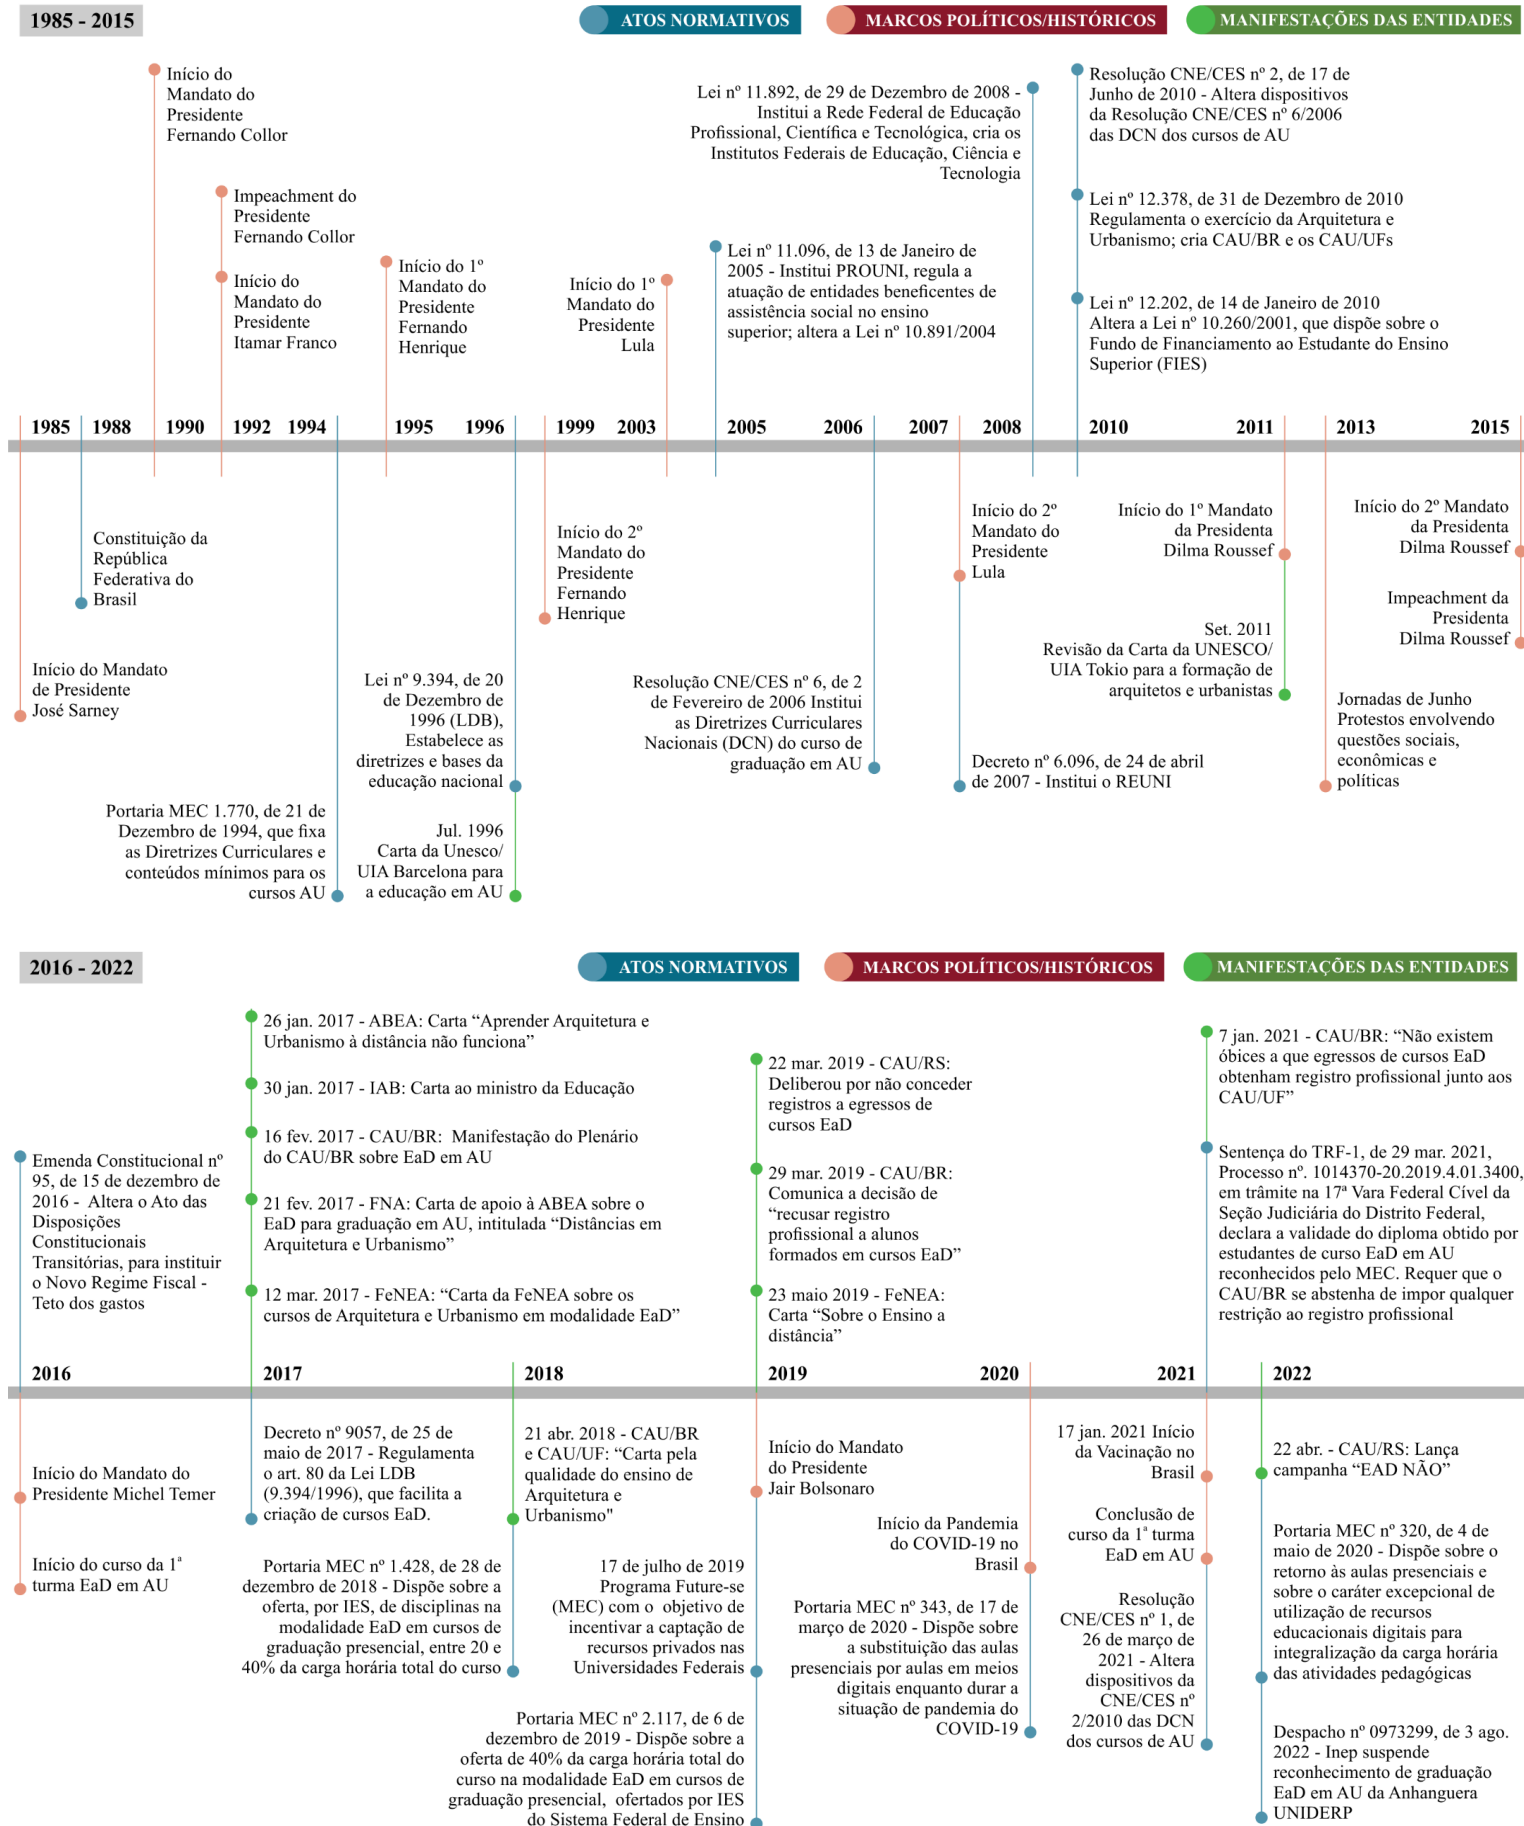 1985 - 2015
ATOS NORMATIVOS
MARCOS POLÍTICOS/HISTÓRICOS
MANIFESTAÇÕES DAS ENTIDADES
Início do
Mandato do
Presidente
Fernando Collor
Impeachment do
Presidente
Fernando Collor
Início do
Mandato do
Presidente
Itamar Franco
Início do 1º
Mandato do
Presidente
Fernando
Henrique
Início do 1º
Mandato do
Presidente
Lula
Lei nº 11.096, de 13 de Janeiro de
2005 - Institui PROUNI, regula a
atuação de entidades beneficentes de
assistência social no ensino
superior; altera a Lei nº 10.891/2004
Lei nº 11.892, de 29 de Dezembro de 2008 -
Institui a Rede Federal de Educação
Profissional, Científica e Tecnológica, cria os
Institutos Federais de Educação, Ciência e
Tecnologia
Resolução CNE/CES nº 2, de 17 de
Junho de 2010 - Altera dispositivos
da Resolução CNE/CES nº 6/2006
das DCN dos cursos de AU
Lei nº 12.378, de 31 de Dezembro de 2010
Regulamenta o exercício da Arquitetura e
Urbanismo; cria CAU/BR e os CAU/UFs
Lei nº 12.202, de 14 de Janeiro de 2010
Altera a Lei nº 10.260/2001, que dispõe sobre o
Fundo de Financiamento ao Estudante do Ensino
Superior (FIES)
1985
1988
1990
1992
1994
1995
1996
1999
2003
2005
2006
2007
2008
2010
2011
2013
2015
Início do Mandato
de Presidente
José Sarney
Constituição da
República
Federativa do
Brasil
Portaria MEC 1.770, de 21 de
Dezembro de 1994, que fixa
as Diretrizes Curriculares e
conteúdos mínimos para os
cursos AU
Lei nº 9.394, de 20
de Dezembro de
1996 (LDB),
Estabelece as
diretrizes e bases da
educação nacional
Jul. 1996
Carta da Unesco/
UIA Barcelona para
a educação em AU
Início do 2º
Mandato do
Presidente
Fernando
Henrique
Resolução CNE/CES nº 6, de 2
de Fevereiro de 2006 Institui
as Diretrizes Curriculares
Nacionais (DCN) do curso de
graduação em AU
Início do 2º
Mandato do
Presidente
Lula
Decreto nº 6.096, de 24 de abril
de 2007 - Institui o REUNI
Início do 1º Mandato
da Presidenta
Dilma Roussef
Set. 2011
Revisão da Carta da UNESCO/
UIA Tokio para a formação de
arquitetos e urbanistas
Jornadas de Junho
Protestos envolvendo
questões sociais,
econômicas e
políticas
Início do 2º Mandato
da Presidenta
Dilma Roussef
Impeachment da
Presidenta
Dilma Roussef
2016 - 2022
ATOS NORMATIVOS
MARCOS POLÍTICOS/HISTÓRICOS
MANIFESTAÇÕES DAS ENTIDADES
Emenda Constitucional nº
95, de 15 de dezembro de
2016 - Altera o Ato das
Disposições
Constitucionais
Transitórias, para instituir
o Novo Regime Fiscal -
Teto dos gastos
26 jan. 2017 - ABEA: Carta “Aprender Arquitetura e
Urbanismo à distância não funciona”
30 jan. 2017 - IAB: Carta ao ministro da Educação
16 fev. 2017 - CAU/BR: Manifestação do Plenário
do CAU/BR sobre EaD em AU
21 fev. 2017 - FNA: Carta de apoio à ABEA sobre o
EaD para graduação em AU, intitulada “Distâncias em
Arquitetura e Urbanismo”
12 mar. 2017 - FeNEA: “Carta da FeNEA sobre os
cursos de Arquitetura e Urbanismo em modalidade EaD”
22 mar. 2019 - CAU/RS:
Deliberou por não conceder
registros a egressos de
cursos EaD
29 mar. 2019 - CAU/BR:
Comunica a decisão de
“recusar registro
profissional a alunos
formados em cursos EaD”
23 maio 2019 - FeNEA:
Carta “Sobre o Ensino a
distância”
7 jan. 2021 - CAU/BR: “Não existem
óbices a que egressos de cursos EaD
obtenham registro profissional junto aos
CAU/UF”
Sentença do TRF-1, de 29 mar. 2021,
Processo nº. 1014370-20.2019.4.01.3400,
em trâmite na 17ª Vara Federal Cível da
Seção Judiciária do Distrito Federal,
declara a validade do diploma obtido por
estudantes de curso EaD em AU
reconhecidos pelo MEC. Requer que o
CAU/BR se abstenha de impor qualquer
restrição ao registro profissional
2016
2017
2018
2019
2020
2021
2022
Início do Mandato do
Presidente Michel Temer
Início do curso da 1ª
turma EaD em AU
Decreto nº 9057, de 25 de
maio de 2017 - Regulamenta
o art. 80 da Lei LDB
(9.394/1996), que facilita a
criação de cursos EaD.
21 abr. 2018 - CAU/BR
e CAU/UF: “Carta pela
qualidade do ensino de
Arquitetura e
Urbanismo"
Portaria MEC nº 1.428, de 28 de
dezembro de 2018 - Dispõe sobre a
oferta, por IES, de disciplinas na
modalidade EaD em cursos de
graduação presencial, entre 20 e
40% da carga horária total do curso
Início do Mandato
do Presidente
Jair Bolsonaro
17 de julho de 2019
Programa Future-se
(MEC) com o objetivo de
incentivar a captação de
recursos privados nas
Universidades Federais
Portaria MEC nº 2.117, de 6 de
dezembro de 2019 - Dispõe sobre a
oferta de 40% da carga horária total do
curso na modalidade EaD em cursos de
graduação presencial, ofertados por IES
do Sistema Federal de Ensino
Início da Pandemia
do COVID-19 no
Brasil
Portaria MEC nº 343, de 17 de
março de 2020 - Dispõe sobre
a substituição das aulas
presenciais por aulas em meios
digitais enquanto durar a
situação de pandemia do
COVID-19
17 jan. 2021 Início
da Vacinação no
Brasil
Conclusão de
curso da 1ª turma
EaD em AU
Resolução
CNE/CES nº 1, de
26 de março de
2021 - Altera
dispositivos da
CNE/CES nº
2/2010 das DCN
dos cursos de AU
22 abr. - CAU/RS: Lança
campanha “EAD NÃO”
Portaria MEC nº 320, de 4 de
maio de 2020 - Dispõe sobre o
retorno às aulas presenciais e
sobre o caráter excepcional de
utilização de recursos
educacionais digitais para
integralização da carga horária
das atividades pedagógicas
Despacho nº 0973299, de 3 ago.
2022 - Inep suspende
reconhecimento de graduação
EaD em AU da Anhanguera
UNIDERP